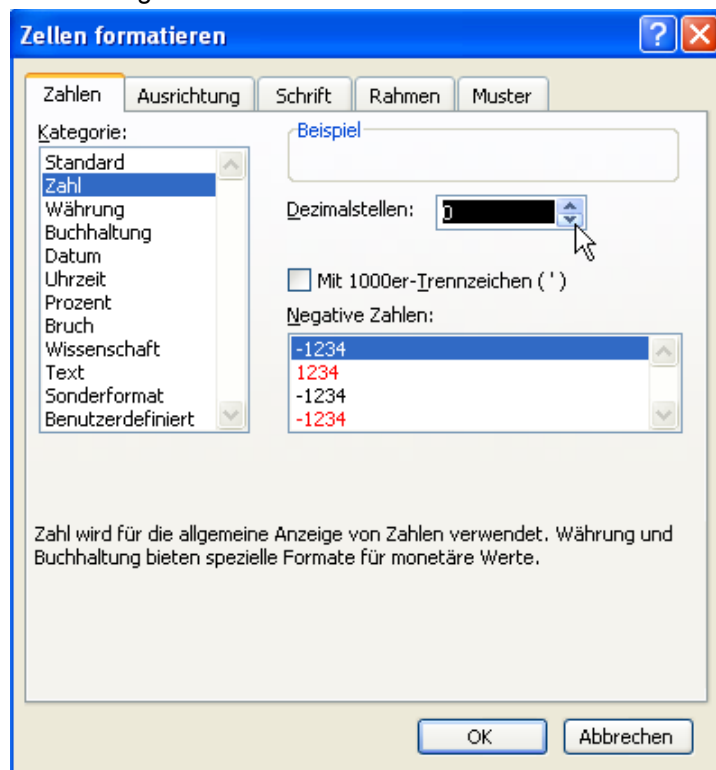 Zellen formatieren
Zahlen Ausrichtung Schrift Rahmen Muster
Kategorie:
Standard
Zahl
Währung
Buchhaltung
Datum
Uhrzeit
Prozent
Bruch
Wissenschaft
Text
Sonderformat
Benutzerdefiniert
Beispiel
Dezimalstellen: 0
Mit 1000er-Trennzeichen (')
Negative Zahlen:
-1234
1234
-1234
-1234
Zahl wird für die allgemeine Anzeige von Zahlen verwendet. Währung und
Buchhaltung bieten spezielle Formate für monetäre Werte.
OK Abbrechen